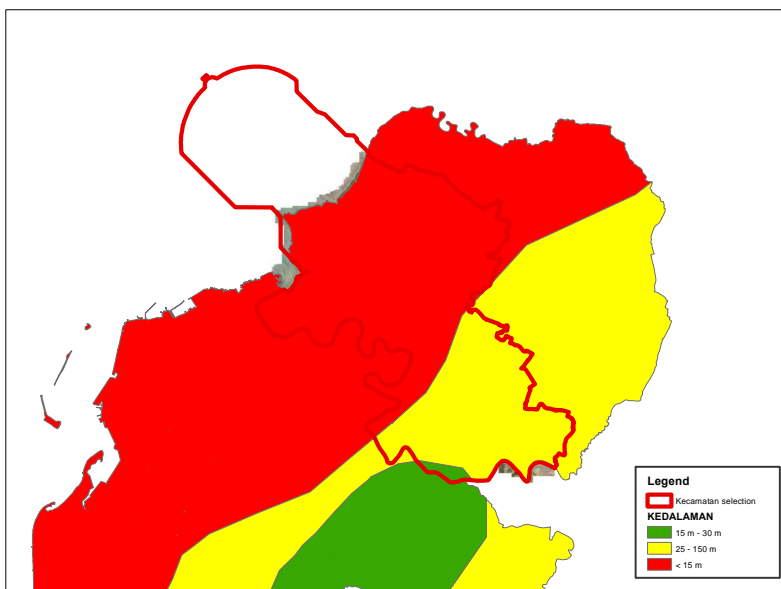 Legend
Kecamatan selection
KEDALAMAN
15 m - 30 m
25 - 150 m
< 15 m